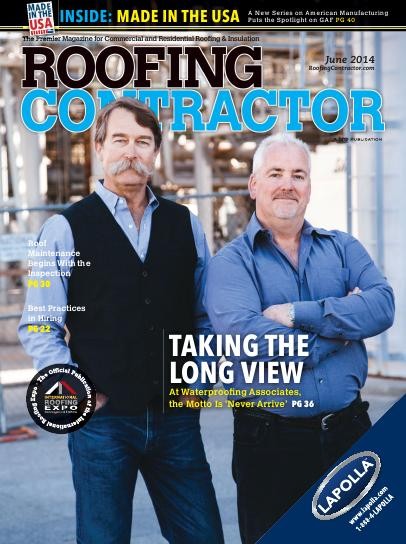 MADE IN THE USA
INSIDE: MADE IN THE USA
A New Series on American Manufacturing
Puts the Spotlight on GAF PG 40
The Premier Magazine for Commercial and Residential Roofing & Insulation
June 2014
RoofingContractor.com
ROOFING
CONTRACTOR
PUBLICATION
Roof
Maintenance
Begins With the
Inspection
PG 30
Best Practices
in Hiring
PG 22
TAKING THE
LONG VIEW
At Waterproofing Associates,
the Motto Is 'Never Arrive' PG 36
The Official Publication of the International Roofing Expo
INTERNATIONAL
ROOFING
EXPO
LAPOLLA
www.lapolla.com
1-888-4-LAPOLLA